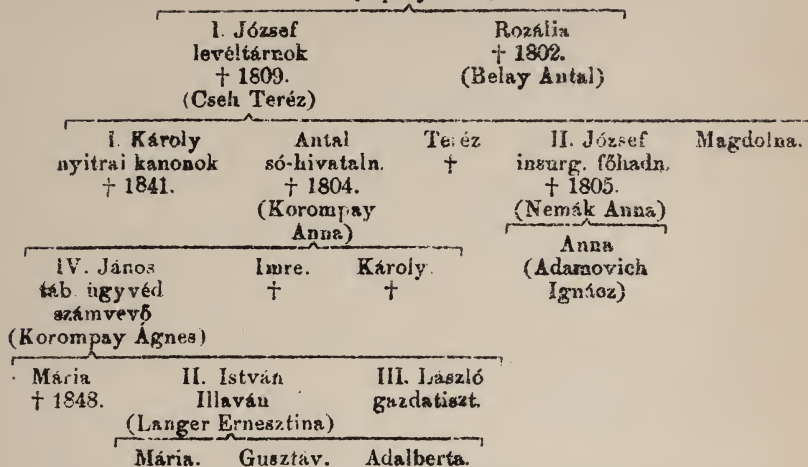 I. József Rozália
levéltárnok † 1802.
† 1809. (Belay Antal)
(Cseh Teréz)
I. Károly Antal Teréz II. József Magdolna.
nyitrai kanonok só-hivataln. † insurg. főhadn.
† 1841. † 1804. † 1805.
(Korompay (Nemák Anna)
Anna)
Anna
IV. János Imre. Károly. (Adamovich
táb. ügyvéd † † Ignácz)
számvevő
(Korompay Ágnes)
Mária II. István III. László
† 1848. Illaván gazdatiszt.
(Langer Ernesztina)
Mária. Gusztáv. Adalberta.